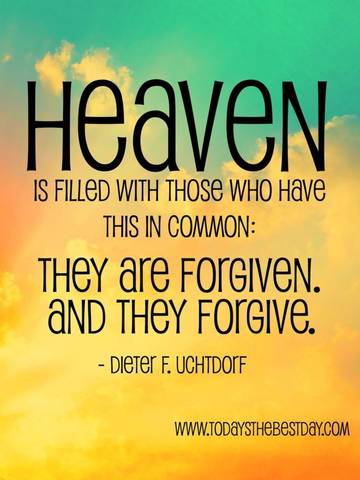 HeaVeN
IS FILLED WITH THOSE WHO HaVe
THIS IN COMMON:
THeY aRe FORGIVeN.
aND THeY FORGIVe.
- DIeTeR F. UCHTDORF
WWW.TODAYSTHEBESTDAY.COM